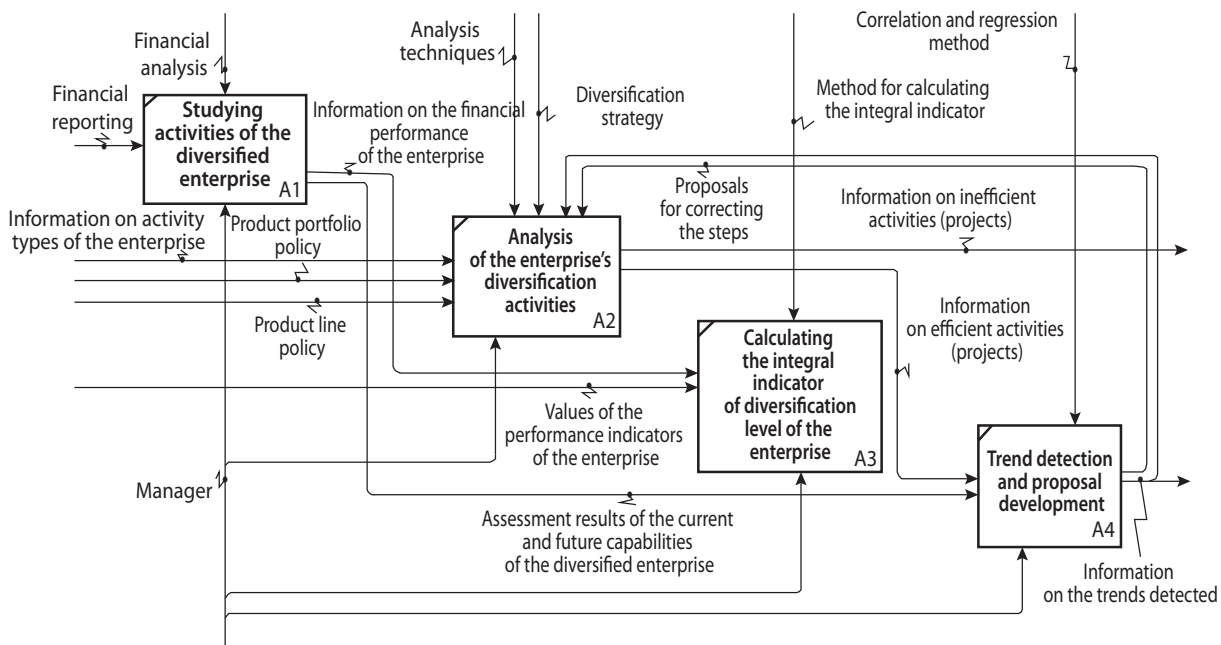 Financial
analysis
Analysis
techniques
Correlation and regression
method
Financial
reporting
Studying
activities of the
diversified
enterprise
A1
Information on the financial
performance
of the enterprise
Diversification
strategy
Method for calculating
the integral indicator
Information on activity
types of the enterprise
Product portfolio
policy
Product line
policy
Analysis
of the enterprise's
diversification
activities
A2
Proposals
for correcting
the steps
Information on inefficient
activities (projects)
Information
on efficient activities
(projects)
Calculating
the integral
indicator
of diversification
level of the
enterprise
A3
Values of the
performance indicators
of the enterprise
Manager
Assessment results of the current
and future capabilities
of the diversified enterprise
Trend detection
and proposal
development
A4
Information
on the trends detected